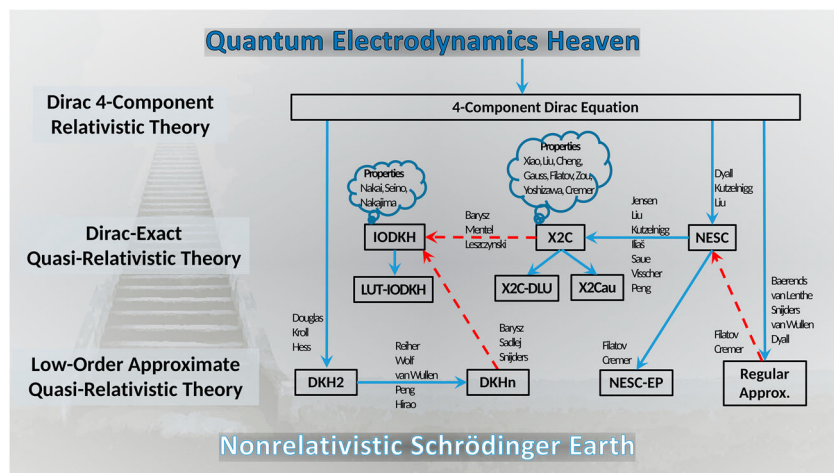 Quantum Electrodynamics Heaven
Dirac 4-Component
Relativistic Theory
4-Component Dirac Equation
Properties
Xiao, Liu, Cheng,
Gauss, Filatov, Zou,
Yoshizawa, Cremer
Properties
Nakai, Seino,
Nakajima
Dyall
Kutzelnigg
Liu
Barysz
Mentel
Leszczynski
Jensen
Liu
Kutzelnigg
Iliaš
Saue
Visscher
Peng
Dirac-Exact
Quasi-Relativistic Theory
IODKH
X2C
NESC
LUT-IODKH
X2C-DLU
X2Cau
Baerends
van Lenthe
Snijders
van Wullen
Dyall
Douglas
Kroll
Hess
Barysz
Sadlej
Snijders
Filatov
Cremer
Filatov
Cremer
Reiher
Wolf
van Wullen
Peng
Hirao
Low-Order Approximate
Quasi-Relativistic Theory
DKH2
DKHn
NESC-EP
Regular
Approx.
Nonrelativistic Schrödinger Earth